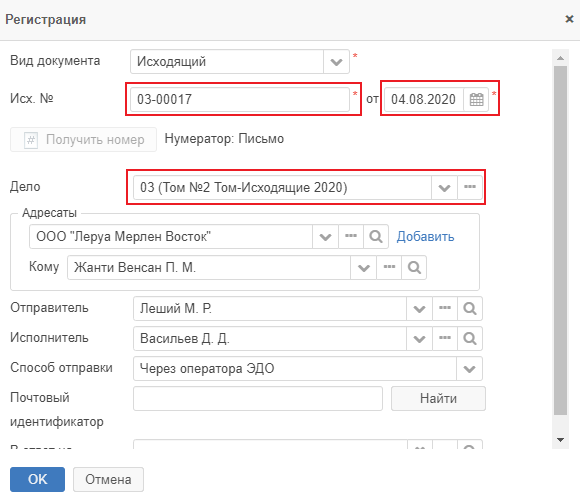 Регистрация ×
Вид документа Исходящий *
Исх. № 03-00017 * от 04.08.2020 *
# Получить номер Нумератор: Письмо
Дело 03 (Том №2 Том-Исходящие 2020)
Адресаты
ООО "Леруа Мерлен Восток" Добавить
Кому Жанти Венсан П. М.
Отправитель Леший М. Р.
Исполнитель Васильев Д. Д.
Способ отправки Через оператора ЭДО
Почтовый Найти
идентификатор
В ответ на
OK Отмена